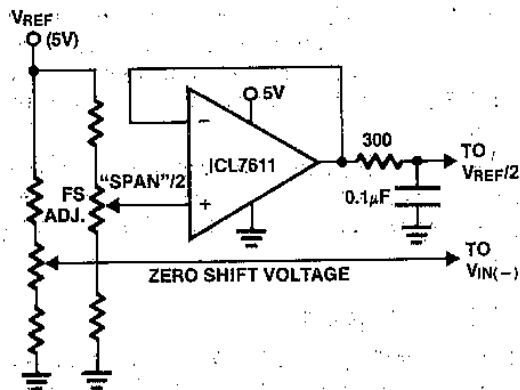 VREF
(5V)
5V
ICL7611
300
TO
VREF/2
0.1µF
"SPAN"/2
FS
ADJ.
−
+
TO
VIN(−)
ZERO SHIFT VOLTAGE